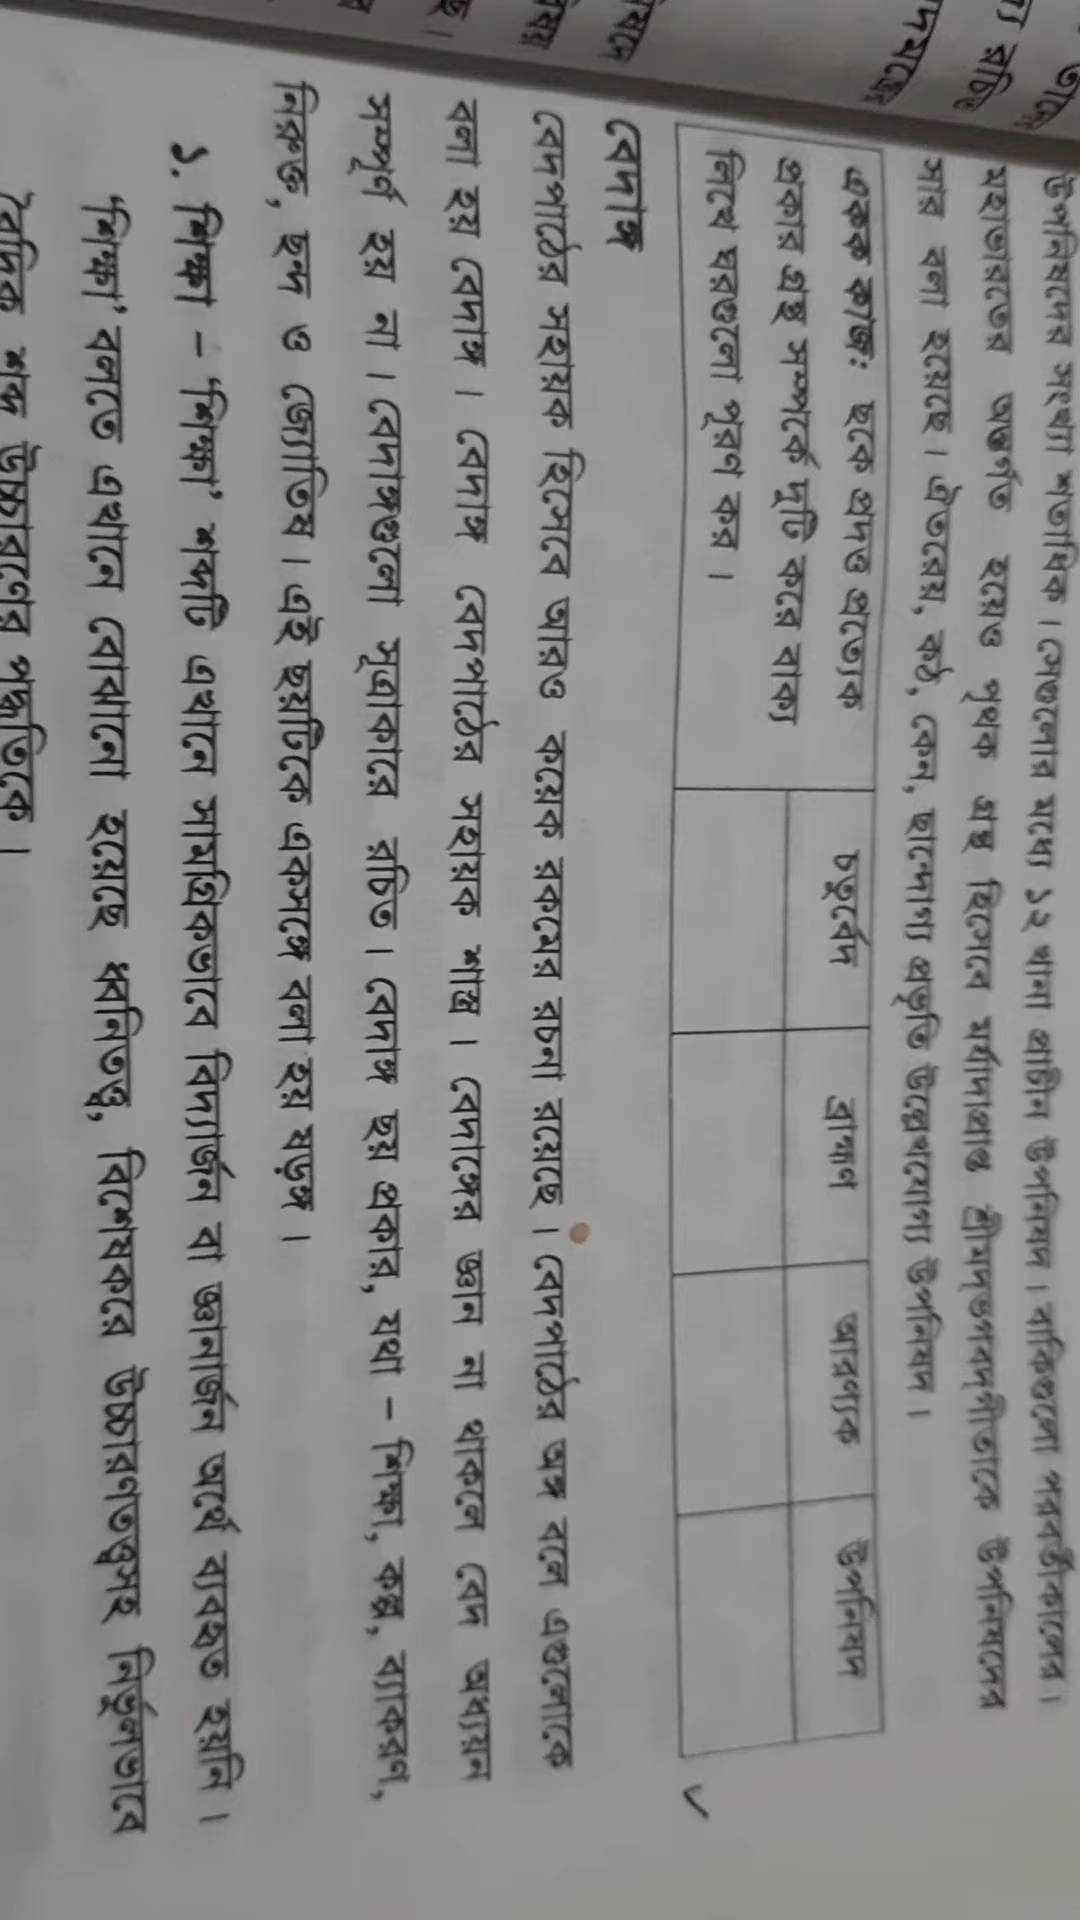 উপনিষদের সংখ্যা শতাধিক। সেগুলোর মধ্যে ১২ খানা প্রাচীন উপনিষদ। বাকিগুলো পরবর্তীকালের।
মহাভারতের অন্তর্গত হয়েও পৃথক গ্রন্থ হিসেবে মর্যাদাপ্রাপ্ত শ্রীমদ্ভগবদ্‌গীতাকে উপনিষদের
সার বলা হয়েছে। ঐতরেয়, কঠ, কেন, ছান্দোগ্য প্রভৃতি উল্লেখযোগ্য উপনিষদ।
একক কাজ: ছকে প্রদত্ত প্রত্যেক
প্রকার গ্রন্থ সম্পর্কে দুটি করে বাক্য
লিখে ঘরগুলো পূরণ কর।
চতুর্বেদ
ব্রাহ্মণ
আরণ্যক
উপনিষদ
বেদাঙ্গ
বেদপাঠের সহায়ক হিসেবে আরও কয়েক রকমের রচনা রয়েছে। বেদপাঠের অঙ্গ বলে এগুলোকে
বলা হয় বেদাঙ্গ। বেদাঙ্গ বেদপাঠের সহায়ক শাস্ত্র। বেদাঙ্গের জ্ঞান না থাকলে বেদ অধ্যয়ন
সম্পূর্ণ হয় না। বেদাঙ্গগুলো সূত্রাকারে রচিত। বেদাঙ্গ ছয় প্রকার, যথা – শিক্ষা, কল্প, ব্যাকরণ,
নিরুক্ত, ছন্দ ও জ্যোতিষ। এই ছয়টিকে একসঙ্গে বলা হয় ষড়ঙ্গ।
১. শিক্ষা – 'শিক্ষা' শব্দটি এখানে সামগ্রিকভাবে বিদ্যার্জন বা জ্ঞানার্জন অর্থে ব্যবহৃত হয়নি।
'শিক্ষা' বলতে এখানে বোঝানো হয়েছে ধ্বনিতত্ত্ব, বিশেষকরে উচ্চারণতত্ত্বসহ নির্ভুলভাবে
বৈদিক শব্দ উচ্চারণের পদ্ধতিকে।